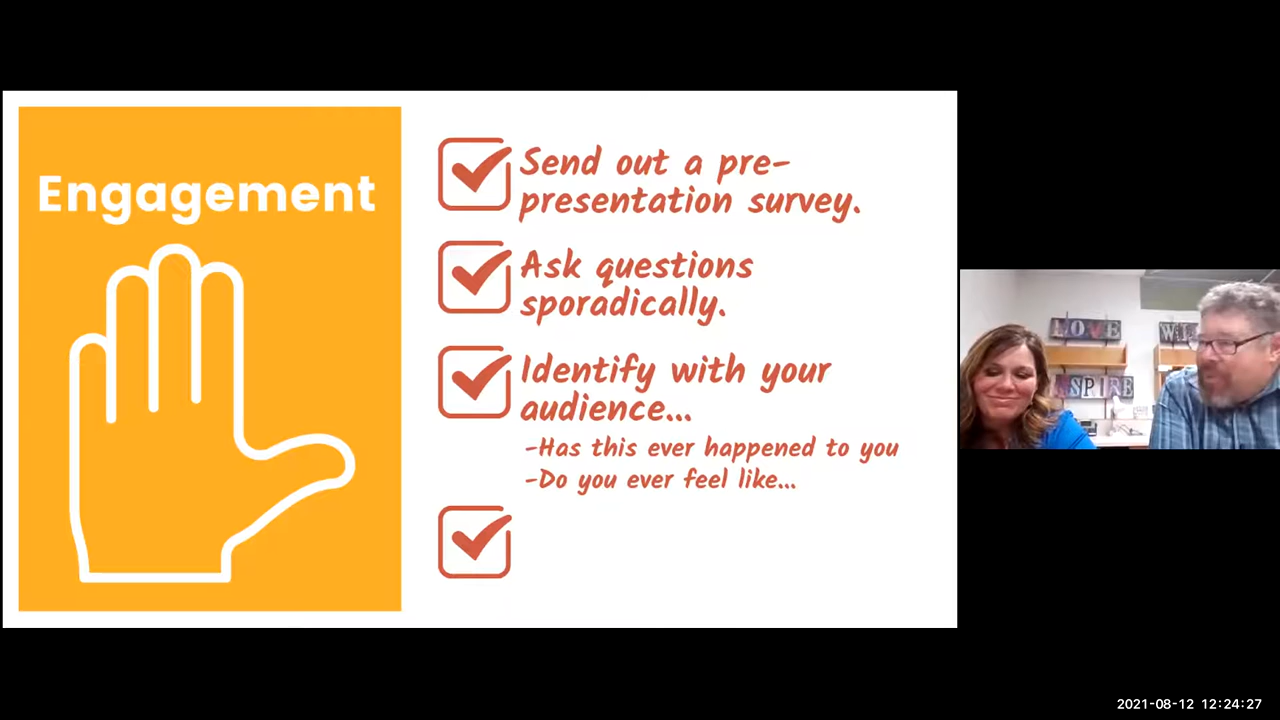 Engagement
Send out a pre-
presentation survey.
Ask questions
sporadically.
Identify with your
audience...
-Has this ever happened to you
-Do you ever feel like...
LOVE
2021-08-12 12:24:27